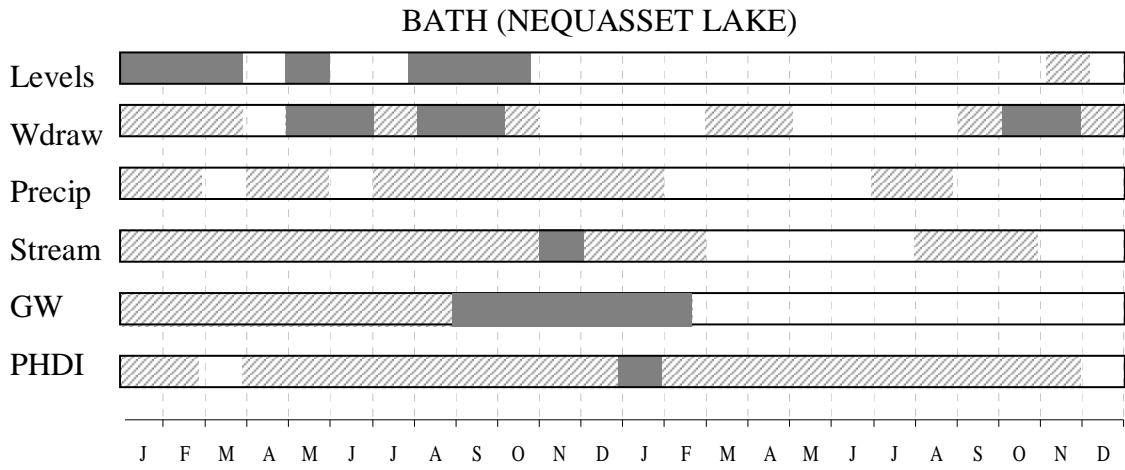 BATH (NEQUASSET LAKE)
Levels
Wdraw
Precip
Stream
GW
PHDI
J F M A M J J A S O N D J F M A M J J A S O N D